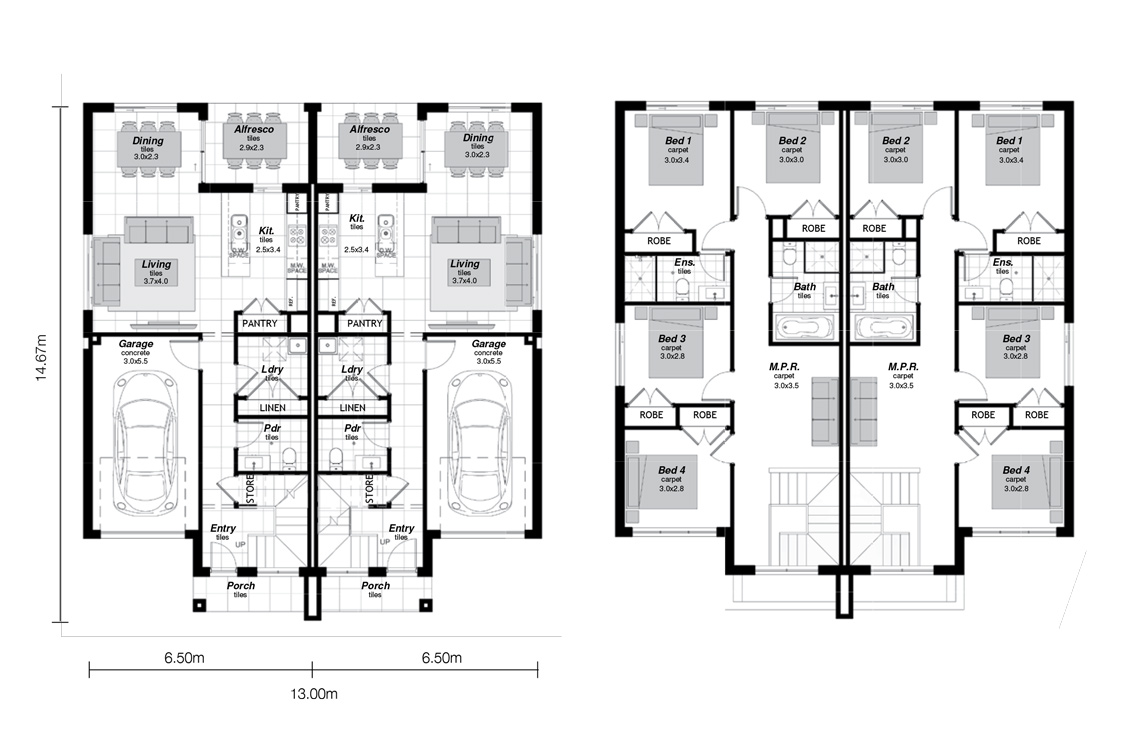 Dining
tiles
3.0x2.3
Alfresco
tiles
2.9x2.3
Alfresco
tiles
2.9x2.3
Dining
tiles
3.0x2.3
PANTRY
PANTRY
Kit.
tiles
2.5x3.4
Kit.
tiles
2.5x3.4
D.W.
SPACE
D.W.
SPACE
M.W.
SPACE
M.W.
SPACE
REF.
REF.
Living
tiles
3.7x4.0
Living
tiles
3.7x4.0
PANTRY
PANTRY
Garage
concrete
3.0x5.5
Garage
concrete
3.0x5.5
Ldry
tiles
Ldry
tiles
LINEN
LINEN
Pdr
tiles
Pdr
tiles
STORE
STORE
Entry
tiles
UP
Entry
tiles
UP
Porch
tiles
Porch
tiles
14.67m
6.50m
6.50m
13.00m
Bed 1
carpet
3.0x3.4
Bed 2
carpet
3.0x3.0
Bed 2
carpet
3.0x3.0
Bed 1
carpet
3.0x3.4
ROBE
ROBE
ROBE
ROBE
Ens.
tiles
Ens.
tiles
Bath
tiles
Bath
tiles
Bed 3
carpet
3.0x2.8
Bed 3
carpet
3.0x2.8
M.P.R.
carpet
3.0x3.5
M.P.R.
carpet
3.0x3.5
ROBE
ROBE
ROBE
ROBE
Bed 4
carpet
3.0x2.8
Bed 4
carpet
3.0x2.8